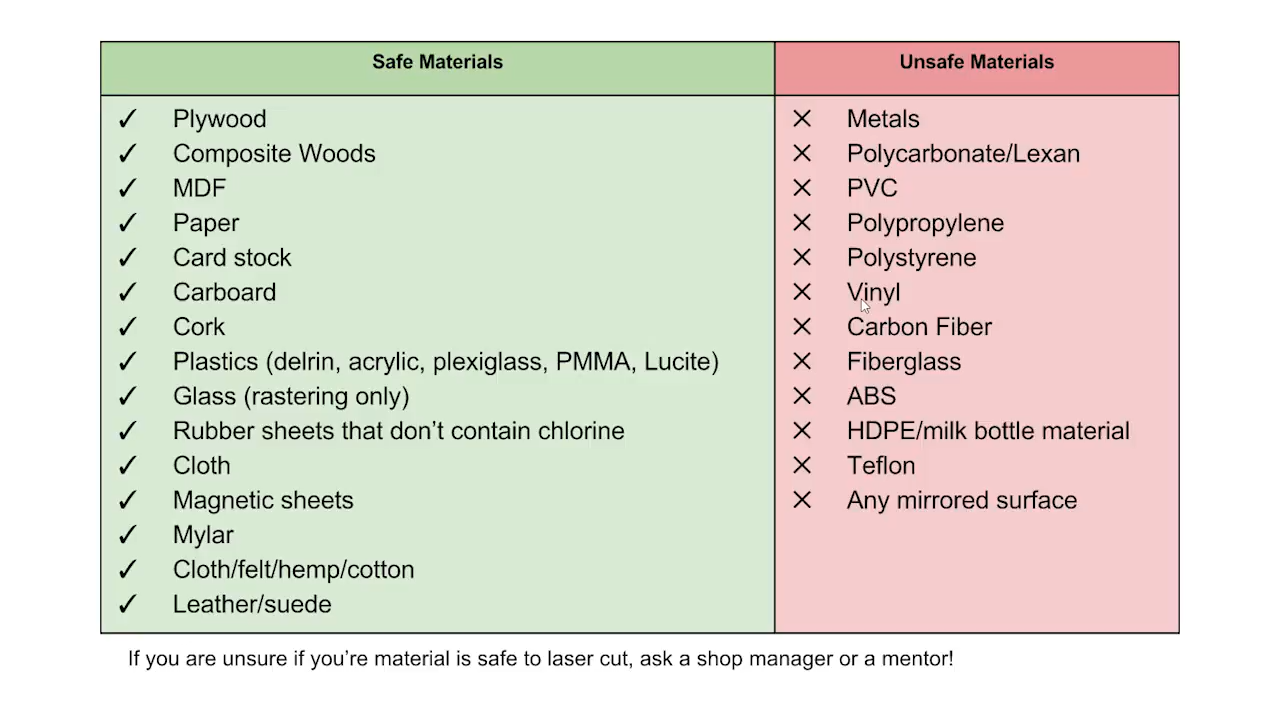 Safe Materials
✓ Plywood
✓ Composite Woods
✓ MDF
✓ Paper
✓ Card stock
✓ Carboard
✓ Cork
✓ Plastics (delrin, acrylic, plexiglass, PMMA, Lucite)
✓ Glass (rastering only)
✓ Rubber sheets that don’t contain chlorine
✓ Cloth
✓ Magnetic sheets
✓ Mylar
✓ Cloth/felt/hemp/cotton
✓ Leather/suede
Unsafe Materials
✕ Metals
✕ Polycarbonate/Lexan
✕ PVC
✕ Polypropylene
✕ Polystyrene
✕ Vinyl
✕ Carbon Fiber
✕ Fiberglass
✕ ABS
✕ HDPE/milk bottle material
✕ Teflon
✕ Any mirrored surface
If you are unsure if you’re material is safe to laser cut, ask a shop manager or a mentor!